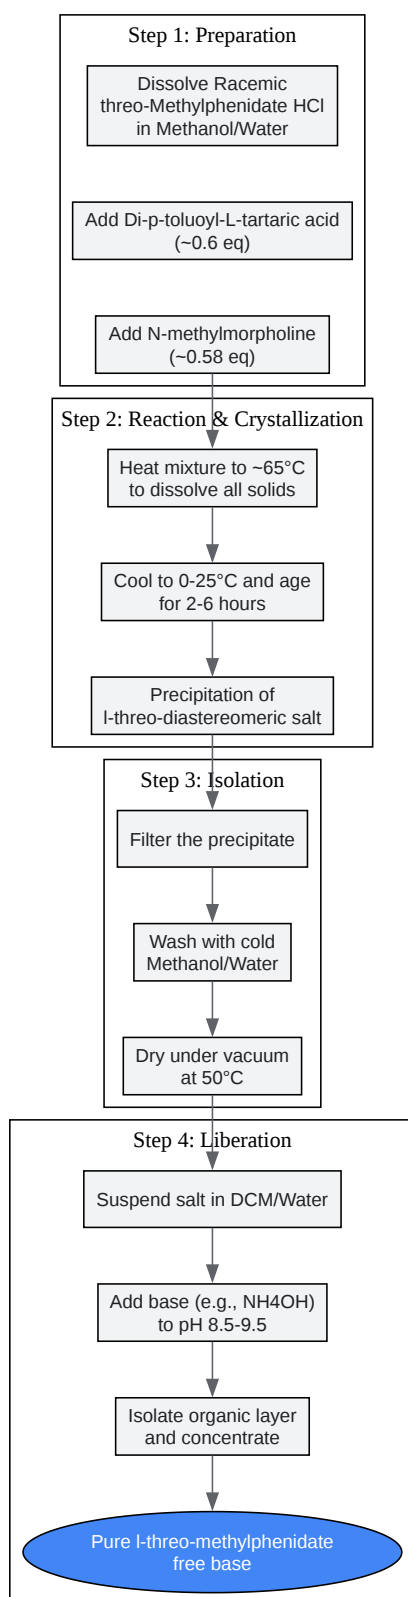 Step 1: Preparation
Dissolve Racemic
threo-Methylphenidate HCl
in Methanol/Water
Add Di-p-toluoyl-L-tartaric acid
(~0.6 eq)
Add N-methylmorpholine
(~0.58 eq)
Step 2: Reaction & Crystallization
Heat mixture to ~65°C
to dissolve all solids
Cool to 0-25°C and age
for 2-6 hours
Precipitation of
l-threo-diastereomeric salt
Step 3: Isolation
Filter the precipitate
Wash with cold
Methanol/Water
Dry under vacuum
at 50°C
Step 4: Liberation
Suspend salt in DCM/Water
Add base (e.g., NH4OH)
to pH 8.5-9.5
Isolate organic layer
and concentrate
Pure l-threo-methylphenidate
free base